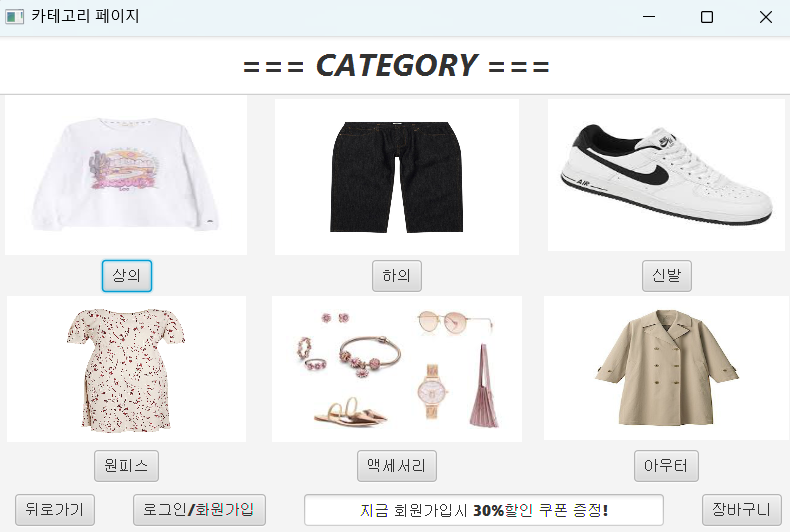 카테고리 페이지
=== CATEGORY ===
AIR
상의
하의
신발
원피스
액세서리
아우터
뒤로가기
로그인/화원가입
지금 회원가입시 30%할인 쿠폰 증정!
장바구니